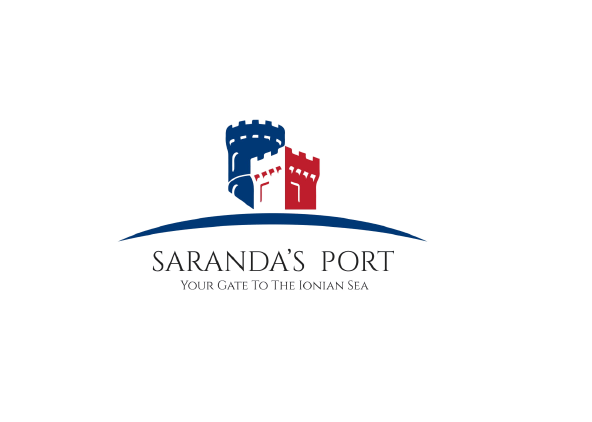 SARANDA’S PORT
YOUR GATE TO THE IONIAN SEA